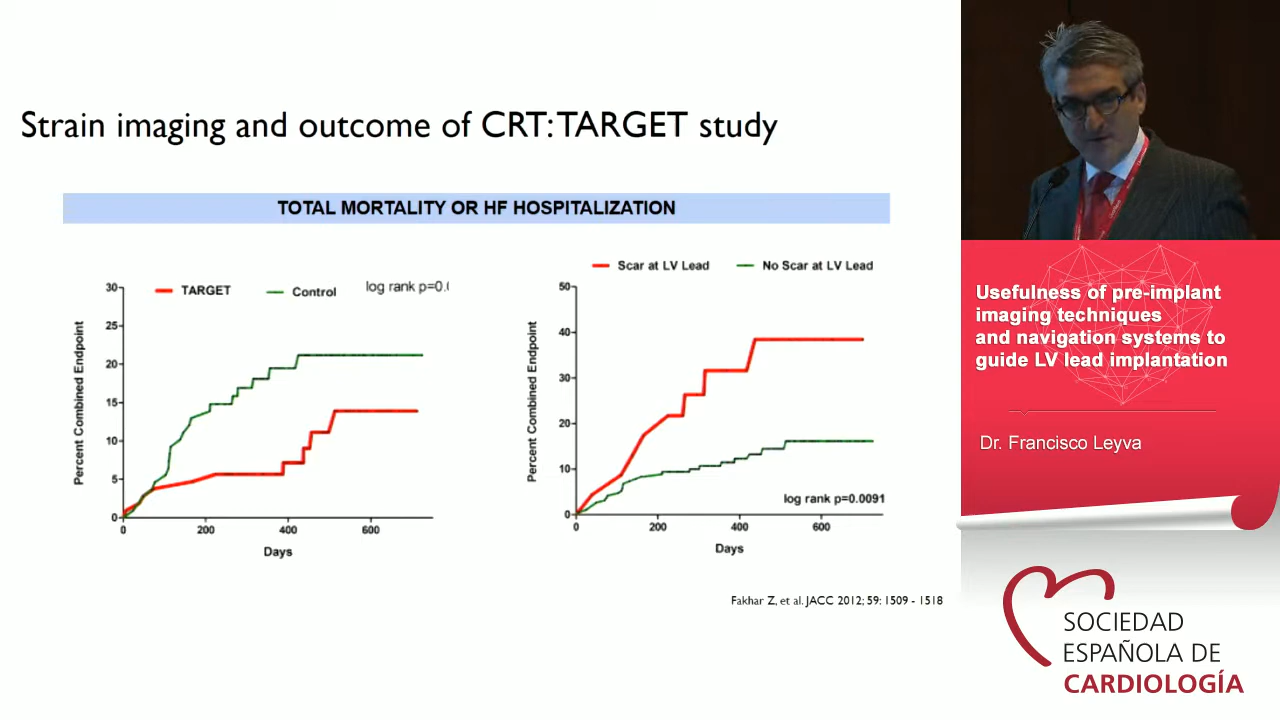 Strain imaging and outcome of CRT: TARGET study
TOTAL MORTALITY OR HF HOSPITALIZATION
TARGET
Control
log rank p=0.0
Percent Combined Endpoint
30
25
20
15
10
5
0
0
200
400
600
Days
Scar at LV Lead
No Scar at LV Lead
Percent Combined Endpoint
50
40
30
20
10
0
0
200
400
600
log rank p=0.0091
Days
Fakhar Z, et al. JACC 2012; 59: 1509 - 1518
Usefulness of pre-implant
imaging techniques
and navigation systems to
guide LV lead implantation
Dr. Francisco Leyva
SOCIEDAD
ESPAÑOLA DE
CARDIOLOGÍA